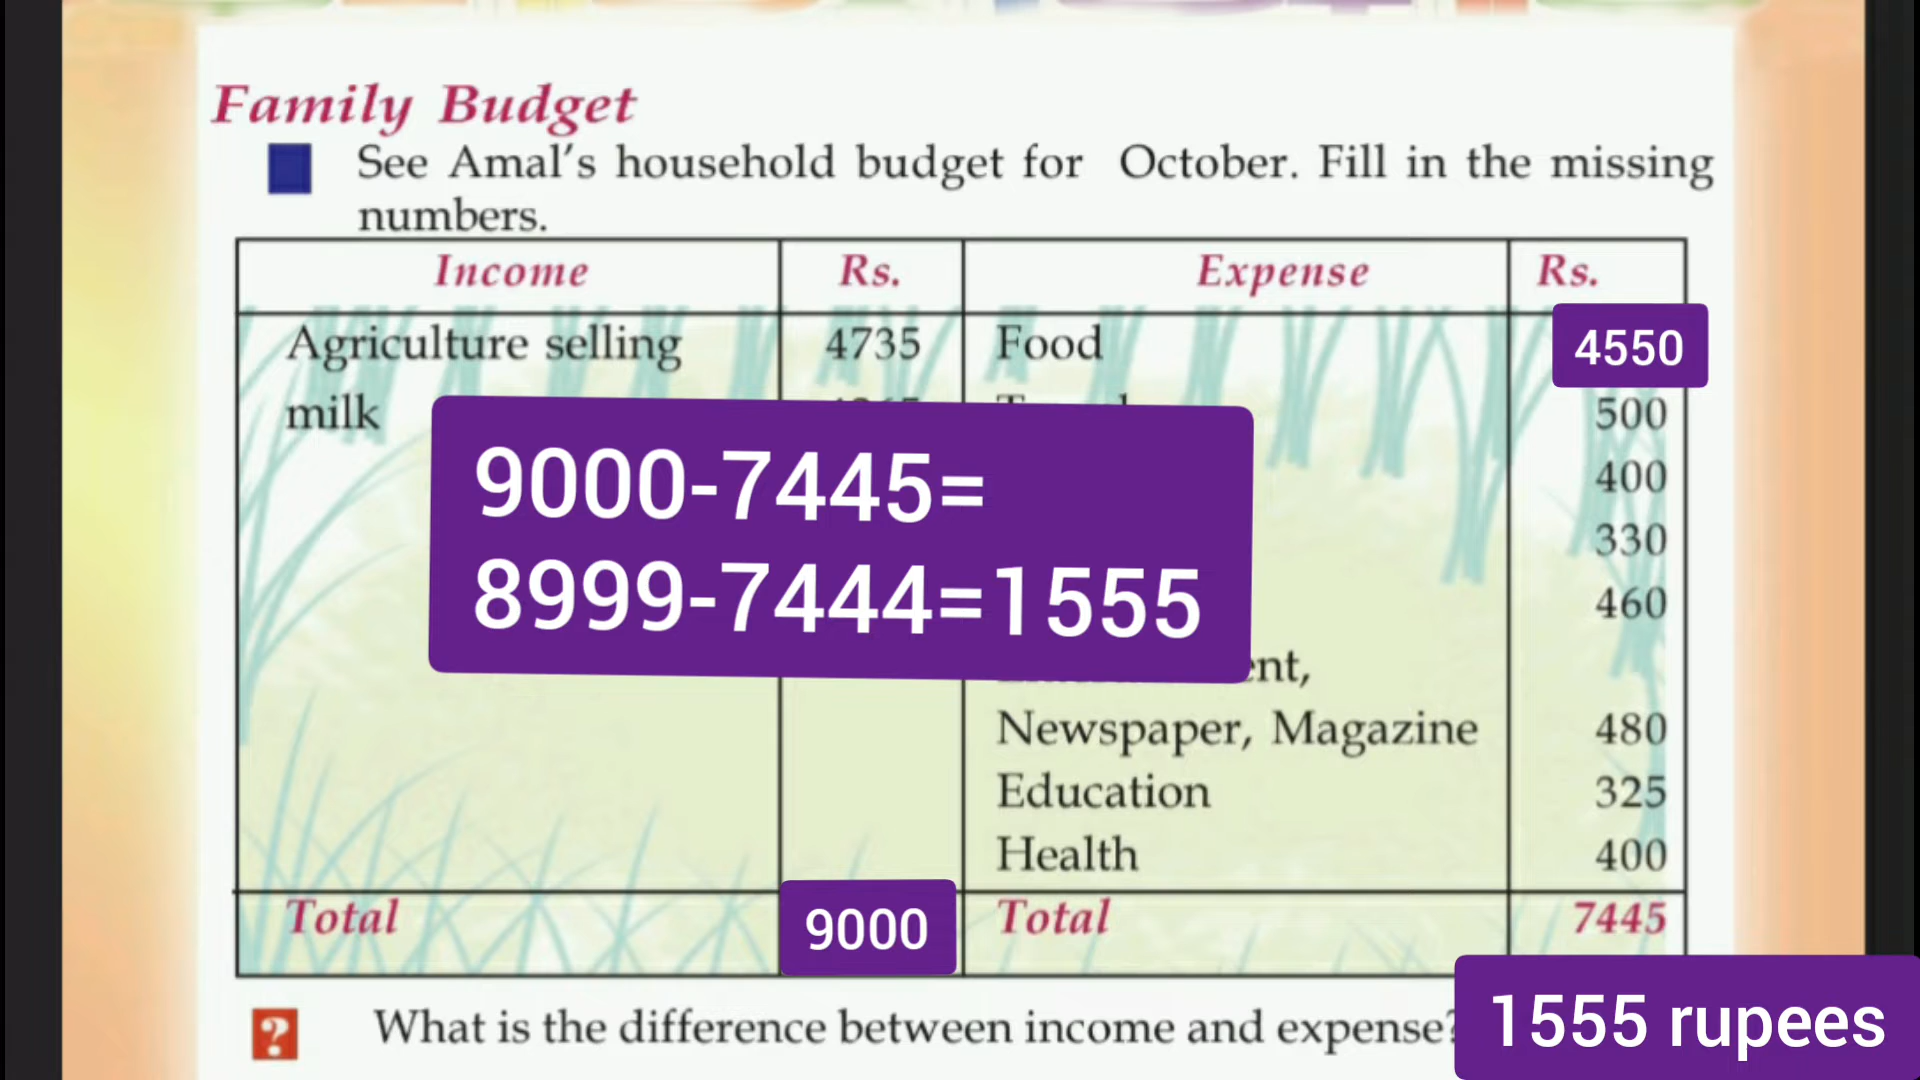 Family Budget
See Amal's household budget for October. Fill in the missing
numbers.
Income Rs. Expense Rs.
Agriculture selling 4735 Food 4550
milk 500
400
330
460
9000-7445=
8999-7444=1555
Newspaper, Magazine 480
Education 325
Health 400
Total 9000 Total 7445
What is the difference between income and expense?
1555 rupees